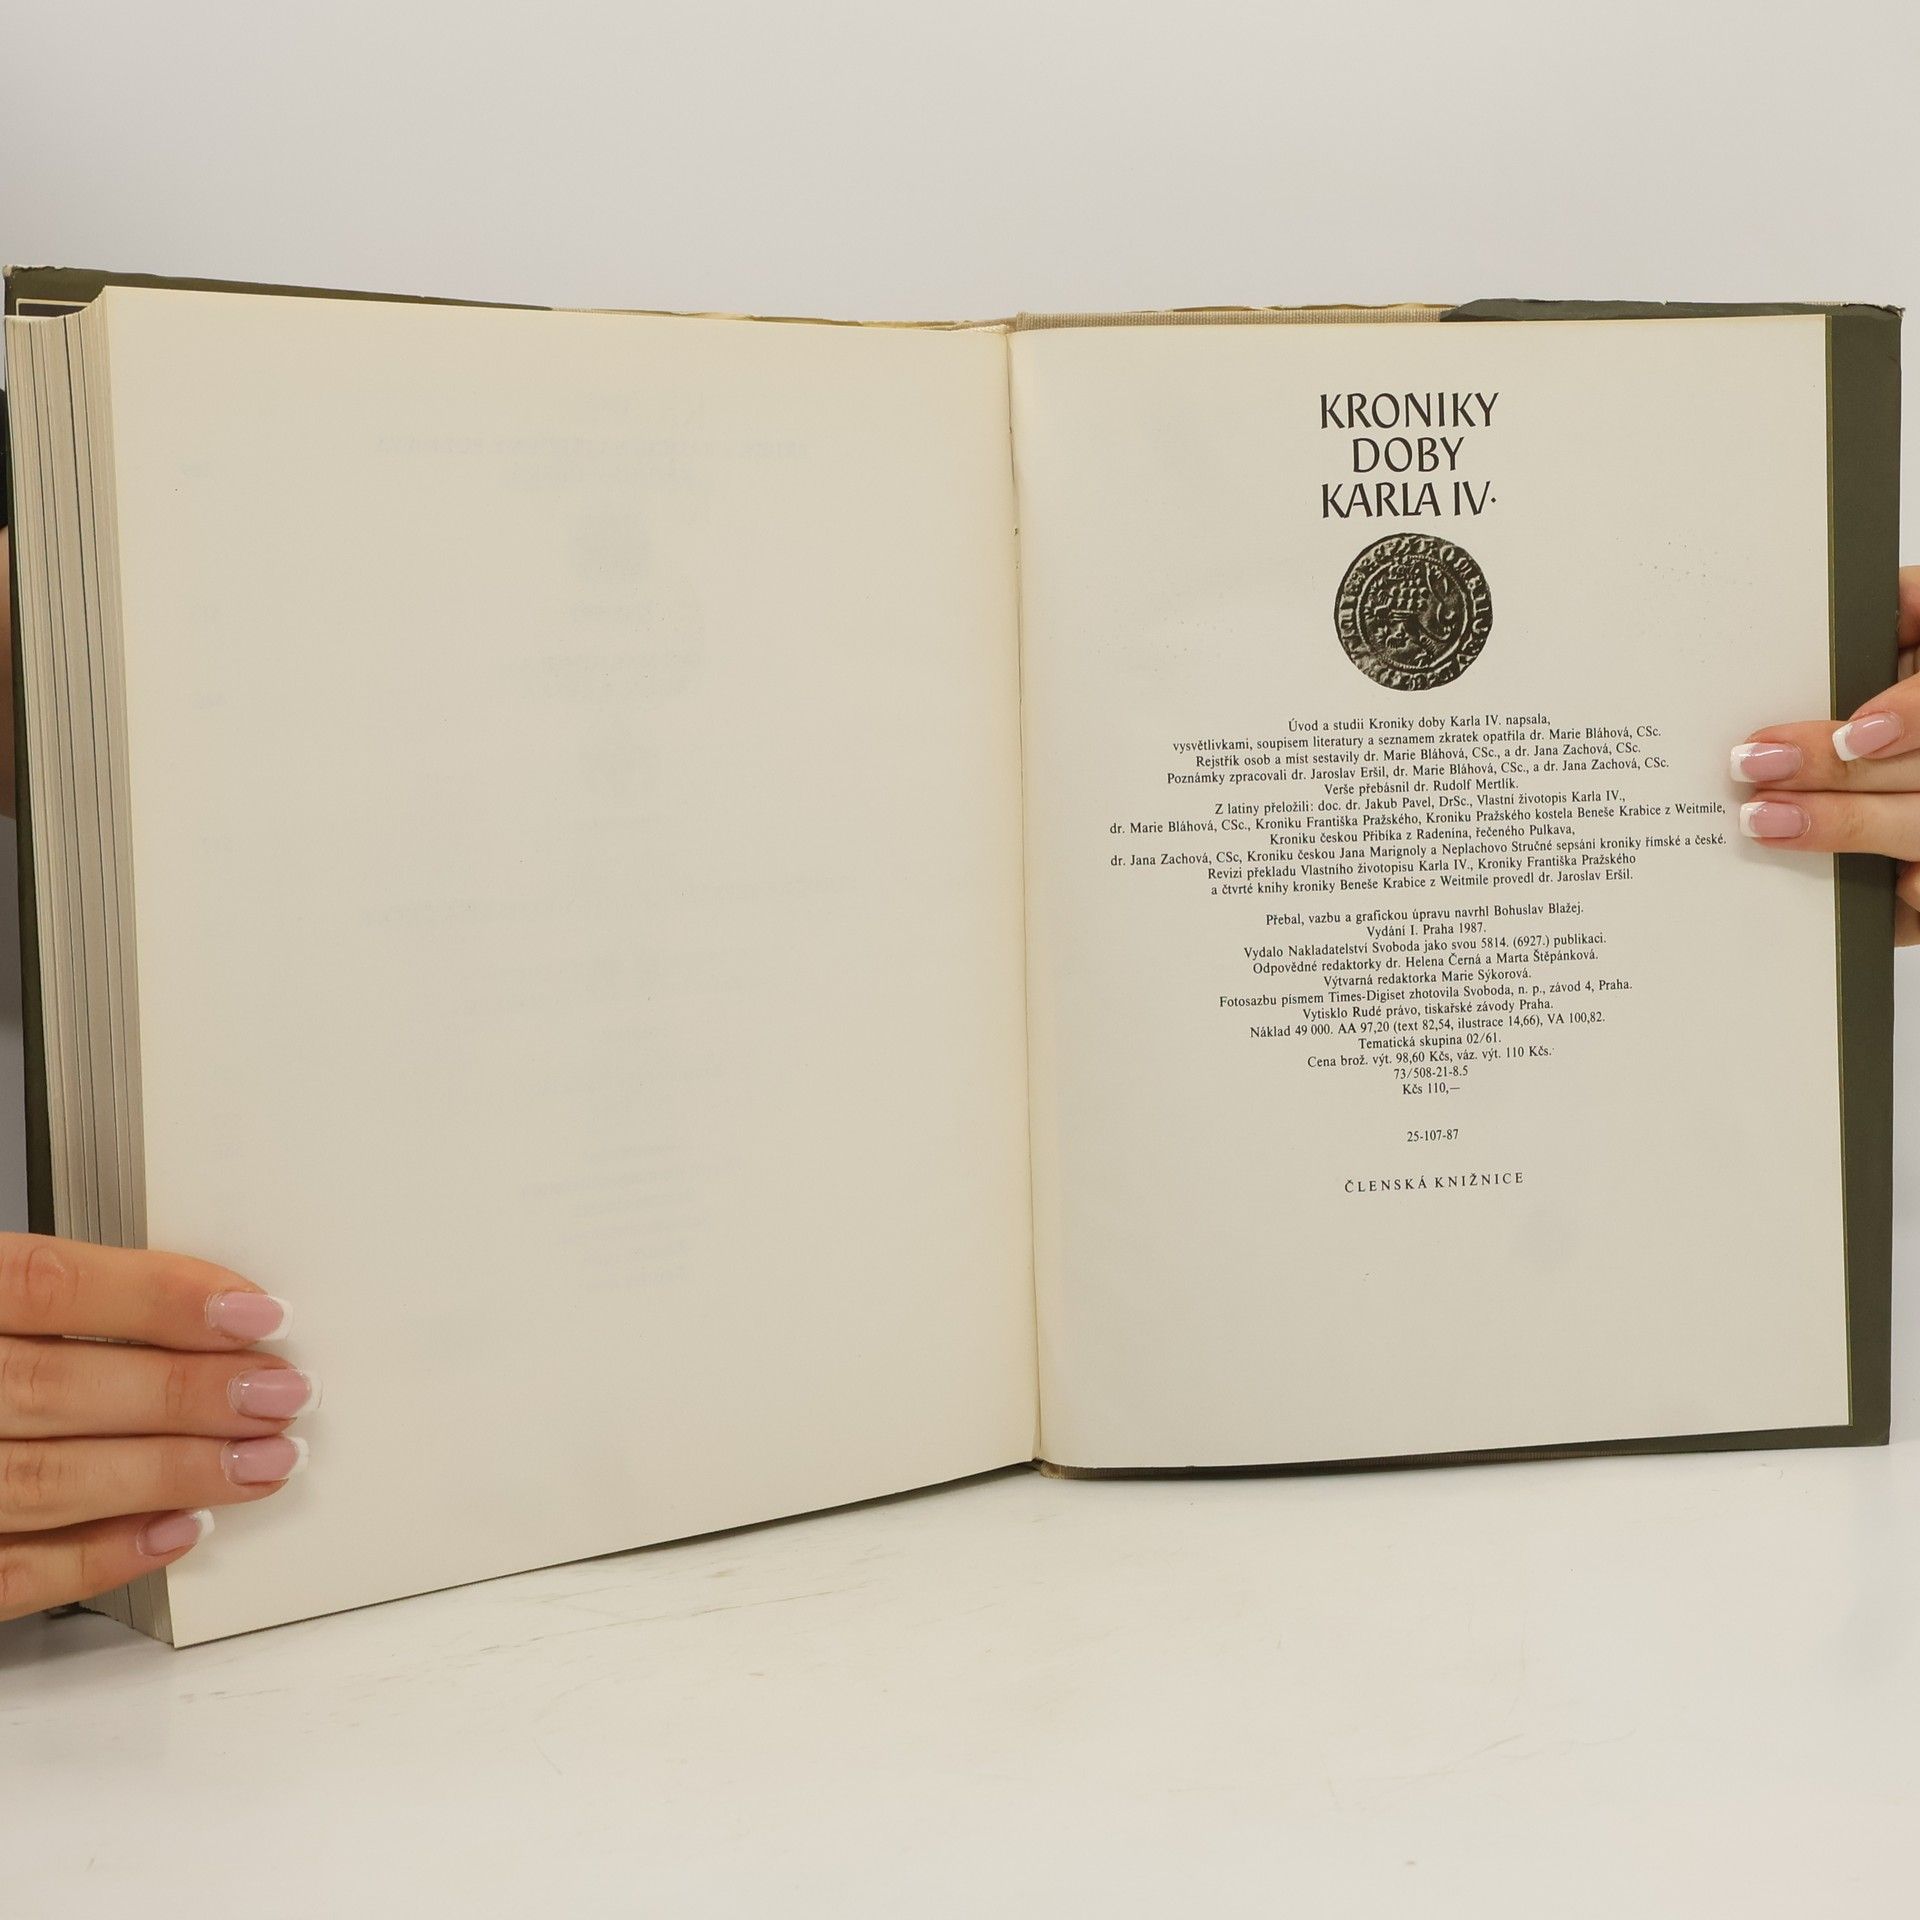 KRONIKY
DOBY
KARLA IV.
Úvod a studii Kroniky doby Karla IV. napsala,
vysvětlivkami, soupisem literatury a seznamem zkratek opatřila dr. Marie Bláhová, CSc.
Rejstřík osob a míst sestavily dr. Marie Bláhová, CSc., a dr. Jana Zachová, CSc.
Poznámky zpracovali dr. Jaroslav Eršil, dr. Marie Bláhová, CSc., a dr. Jana Zachová, CSc.
Verše přebásnil dr. Rudolf Mertlík.
Z latiny přeložili: doc. dr. Jakub Pavel, DrSc., Vlastní životopis Karla IV.,
dr. Marie Bláhová, CSc., Kroniku Františka Pražského, Kroniku Pražského kostela Beneše Krabice z Weitmile,
Kroniku českou Přibíka z Radenína, řečeného Pulkava,
dr. Jana Zachová, CSc, Kroniku českou Jana Marignoly a Neplachovo Stručné sepsání kroniky římské a české.
Revizi překladu Vlastního životopisu Karla IV., Kroniky Františka Pražského
a čtvrté knihy kroniky Beneše Krabice z Weitmile provedl dr. Jaroslav Eršil.
Přebal, vazbu a grafickou úpravu navrhl Bohuslav Blažej.
Vydání I. Praha 1987.
Vydalo Nakladatelství Svoboda jako svou 5814. (6927.) publikaci.
Odpovědné redaktorky dr. Helena Černá a Marta Štěpánková.
Výtvarná redaktorka Marie Sýkorová.
Fotosazbu písmem Times-Digiset zhotovila Svoboda, n. p., závod 4, Praha.
Vytisklo Rudé právo, tiskařské závody Praha.
Náklad 49 000. AA 97,20 (text 82,54, ilustrace 14,66), VA 100,82.
Tematická skupina 02/61.
Cena brož. výt. 98,60 Kčs, váz. výt. 110 Kčs.
73/508-21-8.5
Kčs 110,—
25-107-87
ČLENSKÁ KNIŽNICE